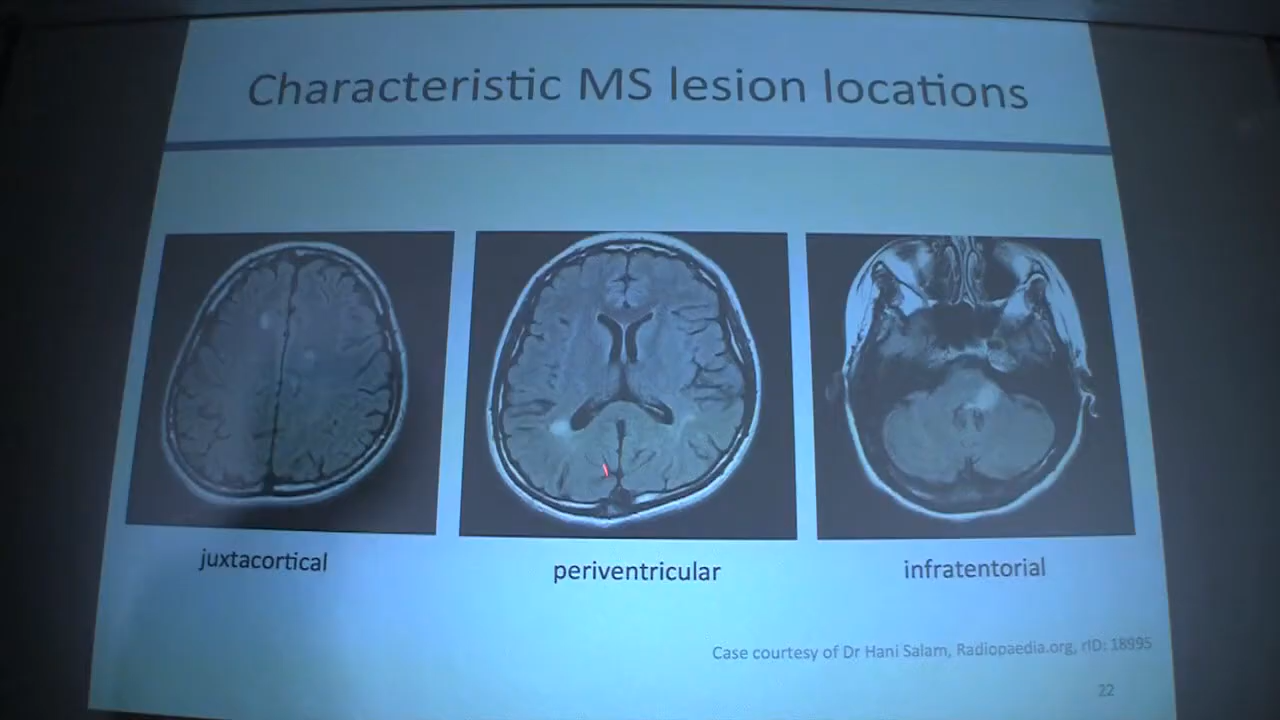 Characteristic MS lesion locations
juxtacortical
periventricular
infratentorial
Case courtesy of Dr Hani Salam, Radiopaedia.org, rID: 18995
22